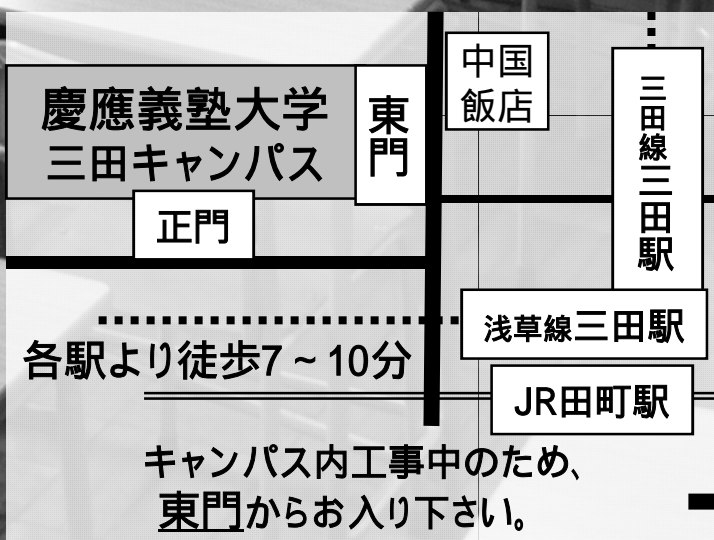 慶應義塾大学
三田キャンパス
東門
正門
中国
飯店
三田線三田駅
浅草線三田駅
各駅より徒歩7～10分
JR田町駅
キャンパス内工事中のため、
東門からお入り下さい。